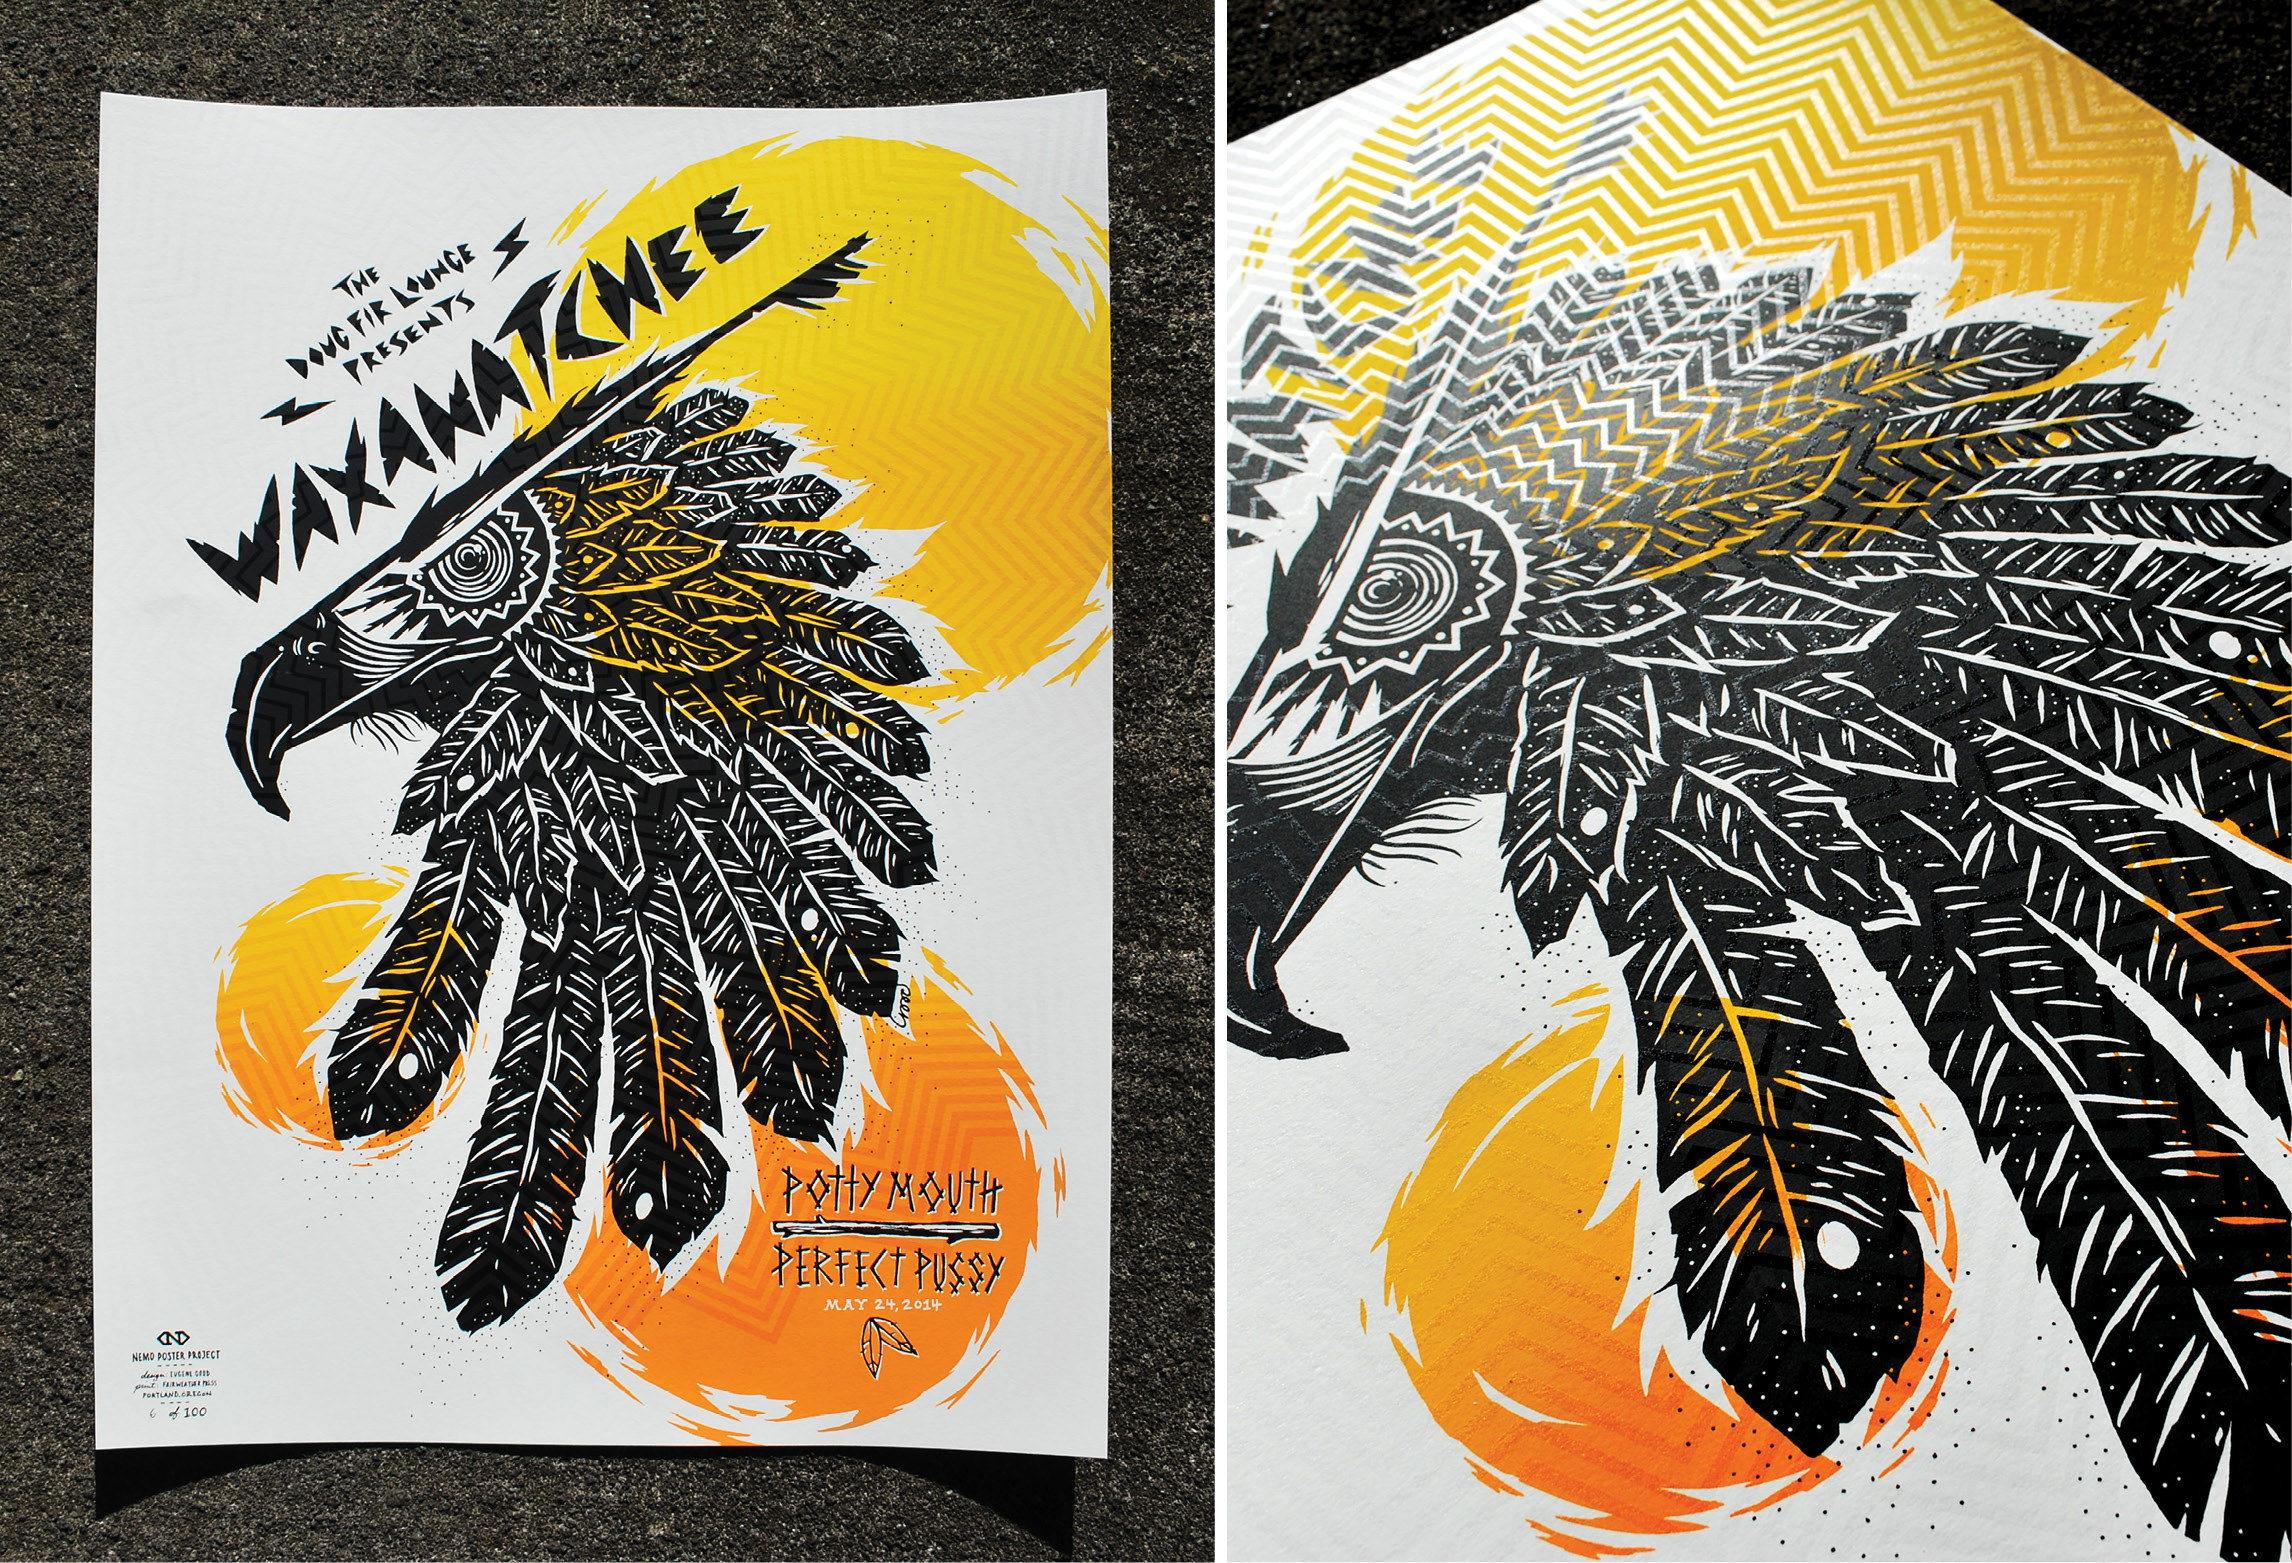 THE
DOUG FIR LOUNGE
PRESENTS
WAXAHATCHEE
Good
POTTY MOUTH
PERFECT PUSSY
MAY 24, 2014
NEMO POSTER PROJECT
design EUGENE GOOD
print FAIRWEATHER PRESS
PORTLAND, OREGON
6 of 100